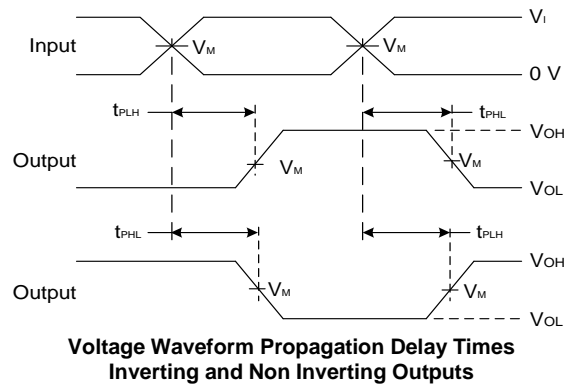 Input
VM
VM
VI
0 V
tPLH
tPHL
Output
VM
VM
VOH
VOL
tPHL
tPLH
Output
VM
VM
VOH
VOL
Voltage Waveform Propagation Delay Times
Inverting and Non Inverting Outputs